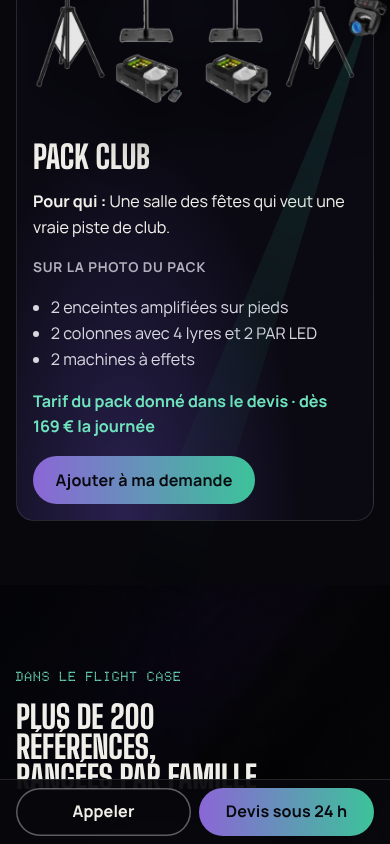 PACK CLUB
Pour qui : Une salle des fêtes qui veut une
vraie piste de club.
SUR LA PHOTO DU PACK
• 2 enceintes amplifiées sur pieds
• 2 colonnes avec 4 lyres et 2 PAR LED
• 2 machines à effets
Tarif du pack donné dans le devis · dès
169 € la journée
Ajouter à ma demande
DANS LE FLIGHT CASE
PLUS DE 200
RÉFÉRENCES,
RANGÉES PAR FAMILLE
Appeler
Devis sous 24 h